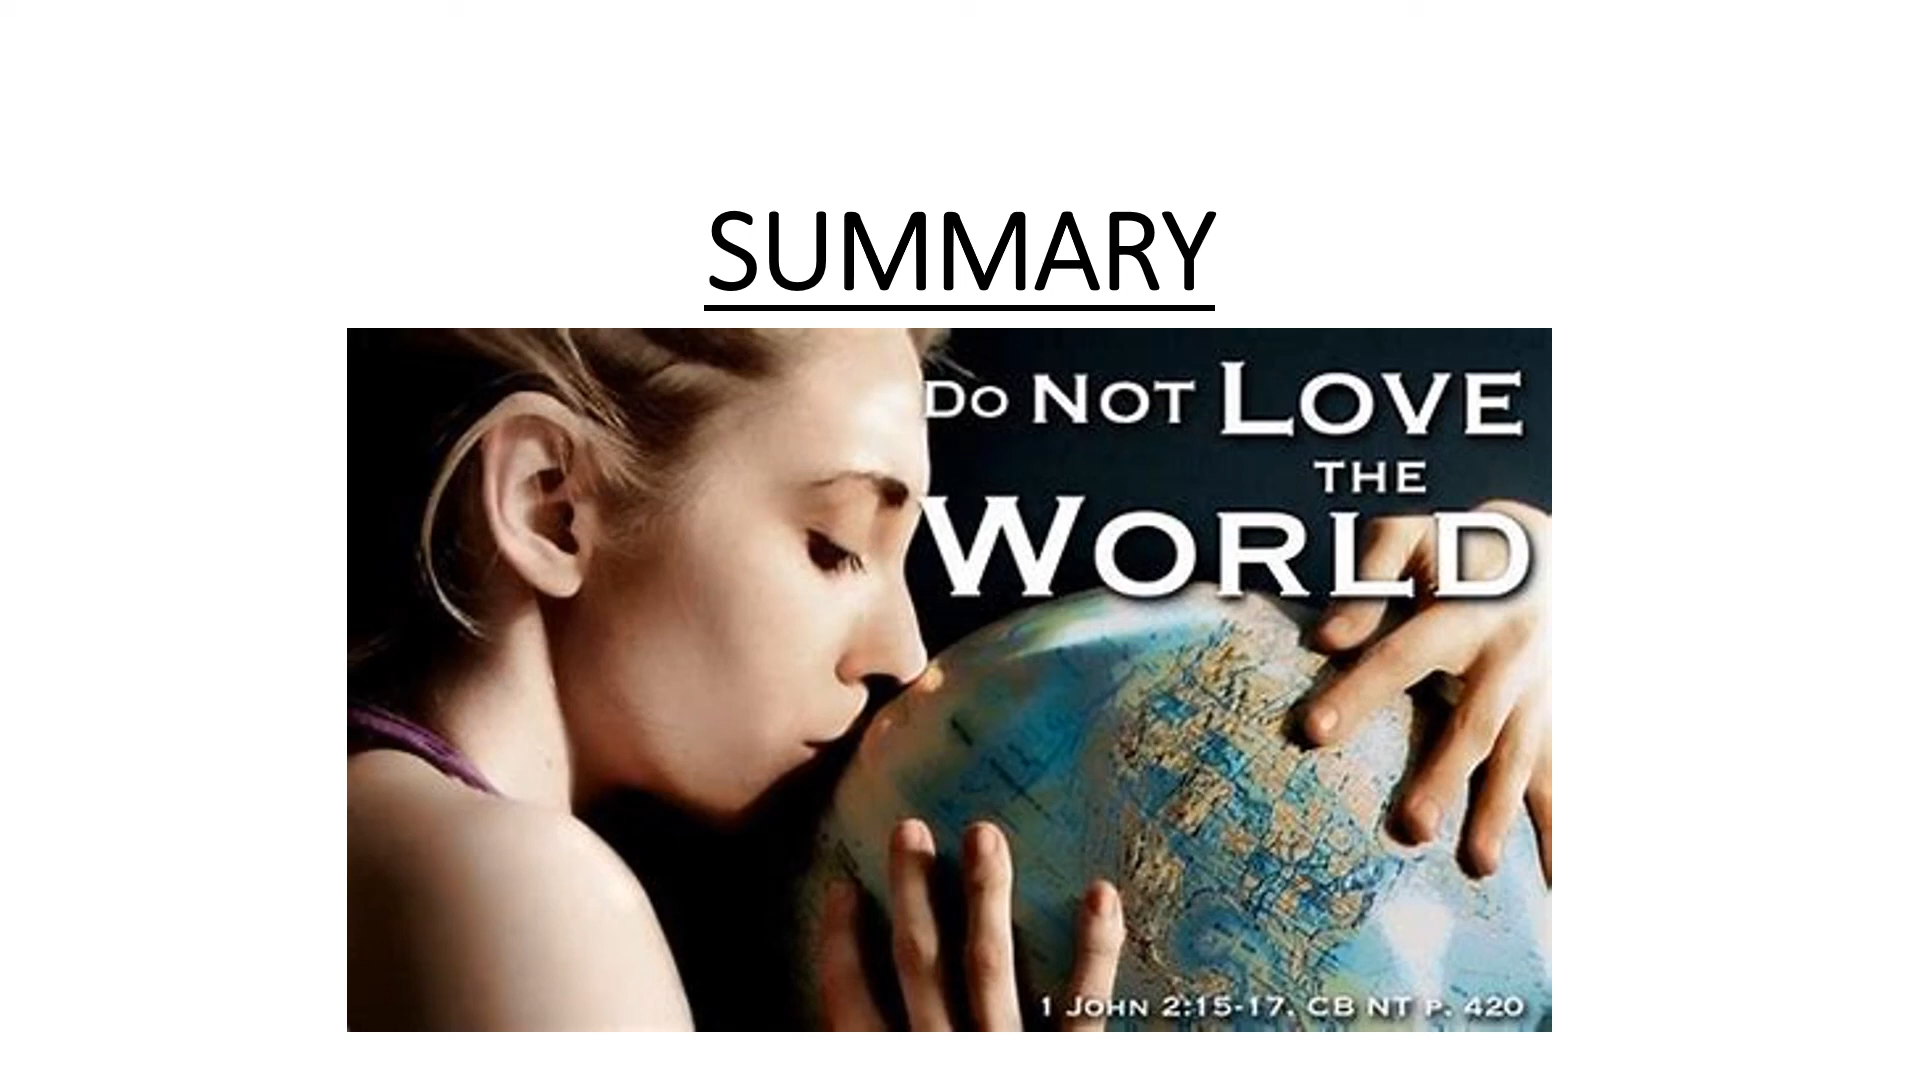 SUMMARY
DO NOT LOVE
THE
WORLD
1 JOHN 2:15-17. CB NT P. 420